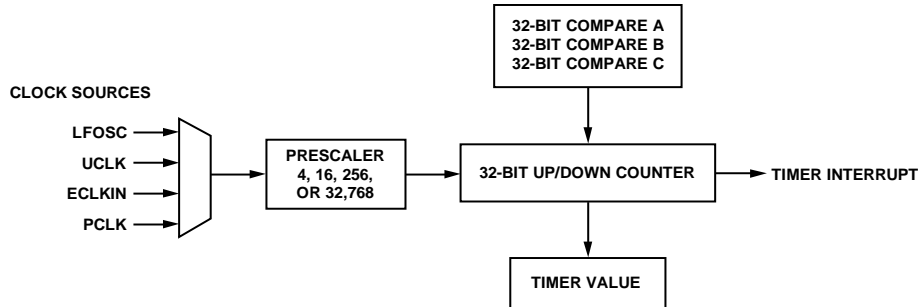 32-BIT COMPARE A
32-BIT COMPARE B
32-BIT COMPARE C
CLOCK SOURCES
LFOSC
UCLK
ECLKIN
PCLK
PRESCALER
4, 16, 256,
OR 32,768
32-BIT UP/DOWN COUNTER
TIMER INTERRUPT
TIMER VALUE